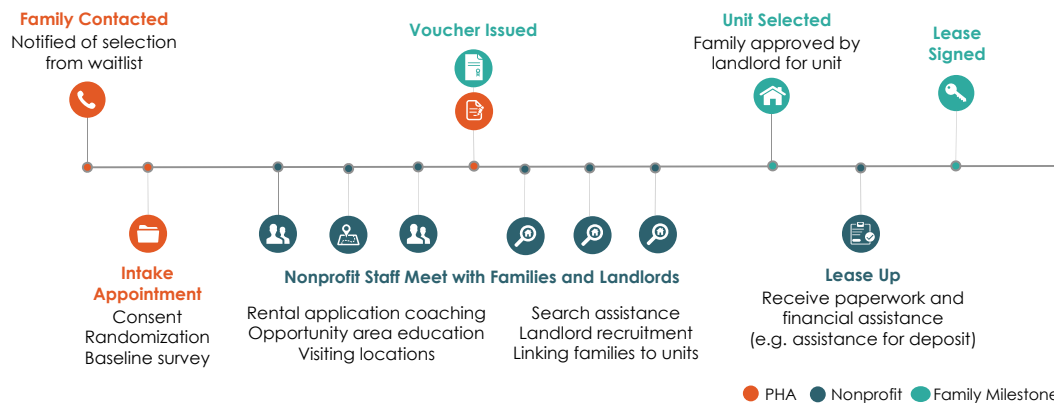 Family Contacted
Notified of selection
from waitlist
Voucher Issued
Unit Selected
Family approved by
landlord for unit
Lease
Signed
Intake
Appointment
Consent
Randomization
Baseline survey
Nonprofit Staff Meet with Families and Landlords
Rental application coaching
Opportunity area education
Visiting locations
Search assistance
Landlord recruitment
Linking families to units
Lease Up
Receive paperwork and
financial assistance
(e.g. assistance for deposit)
PHA
Nonprofit
Family Milestone